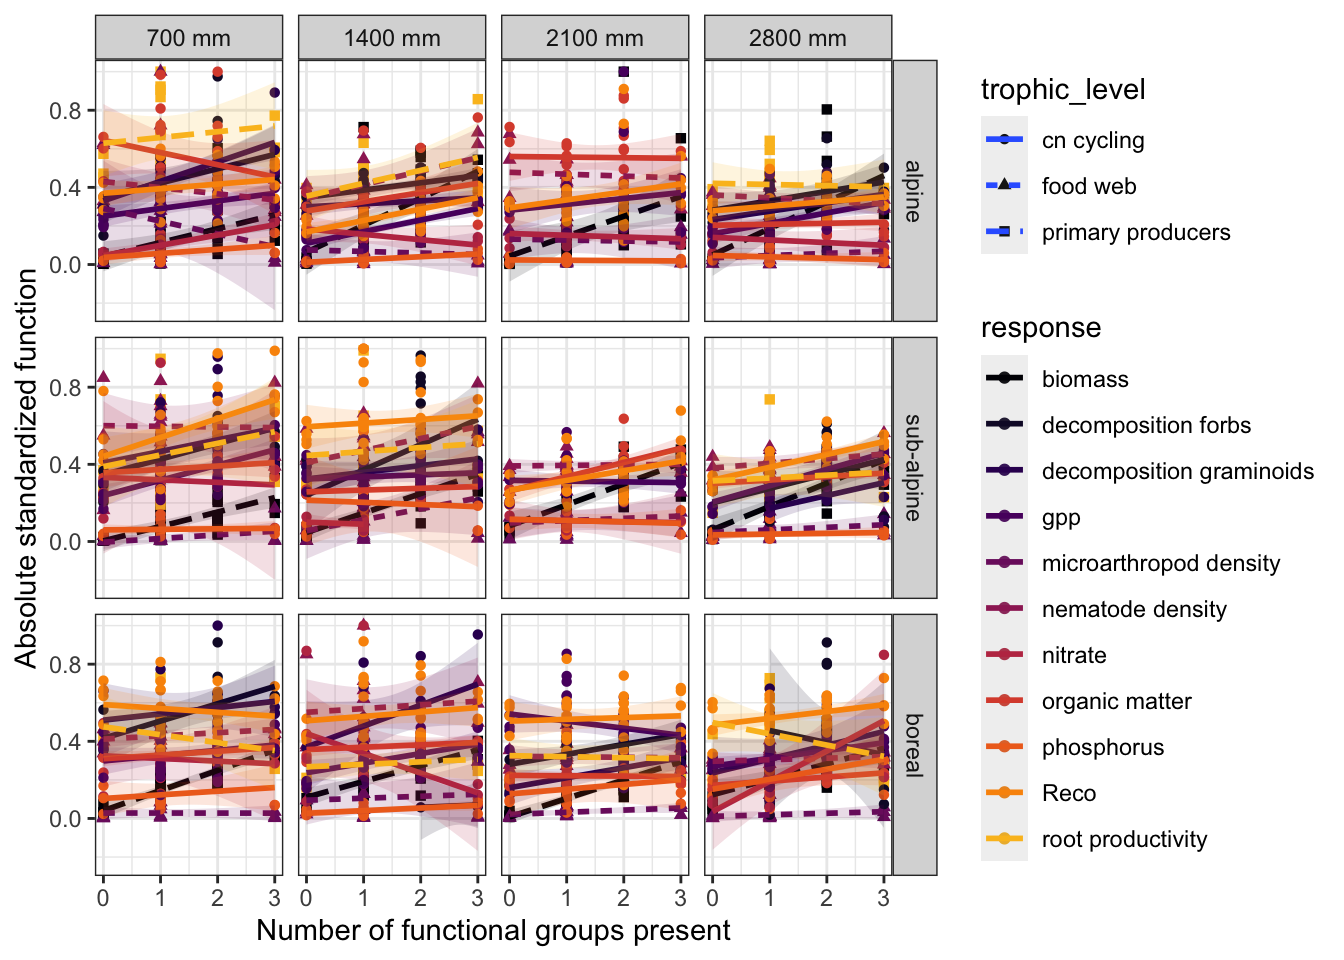 700 mm
1400 mm
2100 mm
2800 mm
Absolute standardized function
0.8
0.4
0.0
alpine
0.8
0.4
0.0
sub-alpine
0.8
0.4
0.0
boreal
0 1 2 3
0 1 2 3
0 1 2 3
0 1 2 3
Number of functional groups present
trophic_level
cn cycling
food web
primary producers
response
biomass
decomposition forbs
decomposition graminoids
gpp
microarthropod density
nematode density
nitrate
organic matter
phosphorus
Reco
root productivity